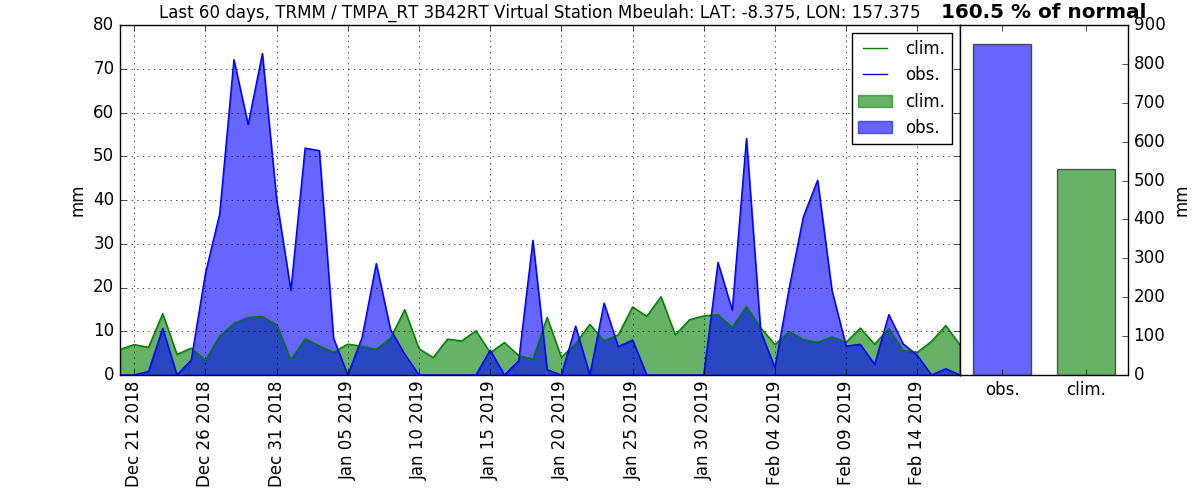 Last 60 days, TRMM / TMPA_RT 3B42RT Virtual Station Mbeulah: LAT: -8.375, LON: 157.375
160.5 % of normal
80
70
60
50
40
30
20
10
0
mm
clim.
obs.
clim.
obs.
Dec 21 2018
Dec 26 2018
Dec 31 2018
Jan 05 2019
Jan 10 2019
Jan 15 2019
Jan 20 2019
Jan 25 2019
Jan 30 2019
Feb 04 2019
Feb 09 2019
Feb 14 2019
900
800
700
600
500
400
300
200
100
0
mm
obs.
clim.